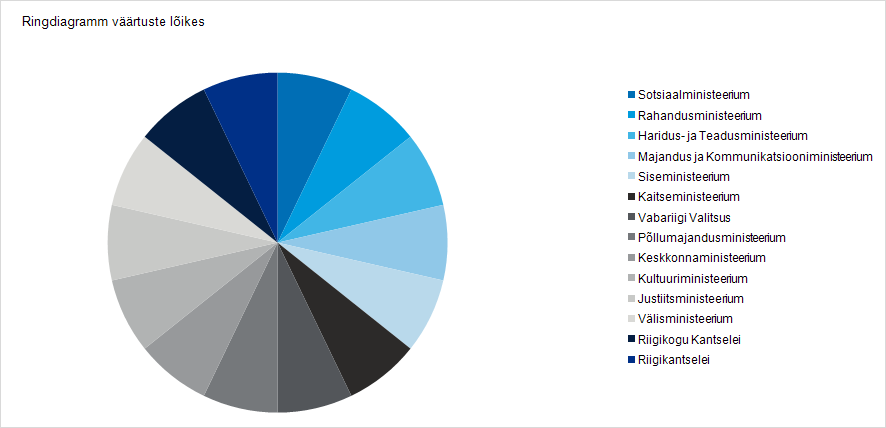 Ringdiagramm väärtuste lõikes
Sotsiaalministeerium
Rahandusministeerium
Haridus- ja Teadusministeerium
Majandus ja Kommunikatsiooniministeerium
Siseministeerium
Kaitseministeerium
Vabariigi Valitsus
Põllumajandusministeerium
Keskkonnaministeerium
Kultuuriministeerium
Justiitsministeerium
Välisministeerium
Riigikogu Kantselei
Riigikantselei